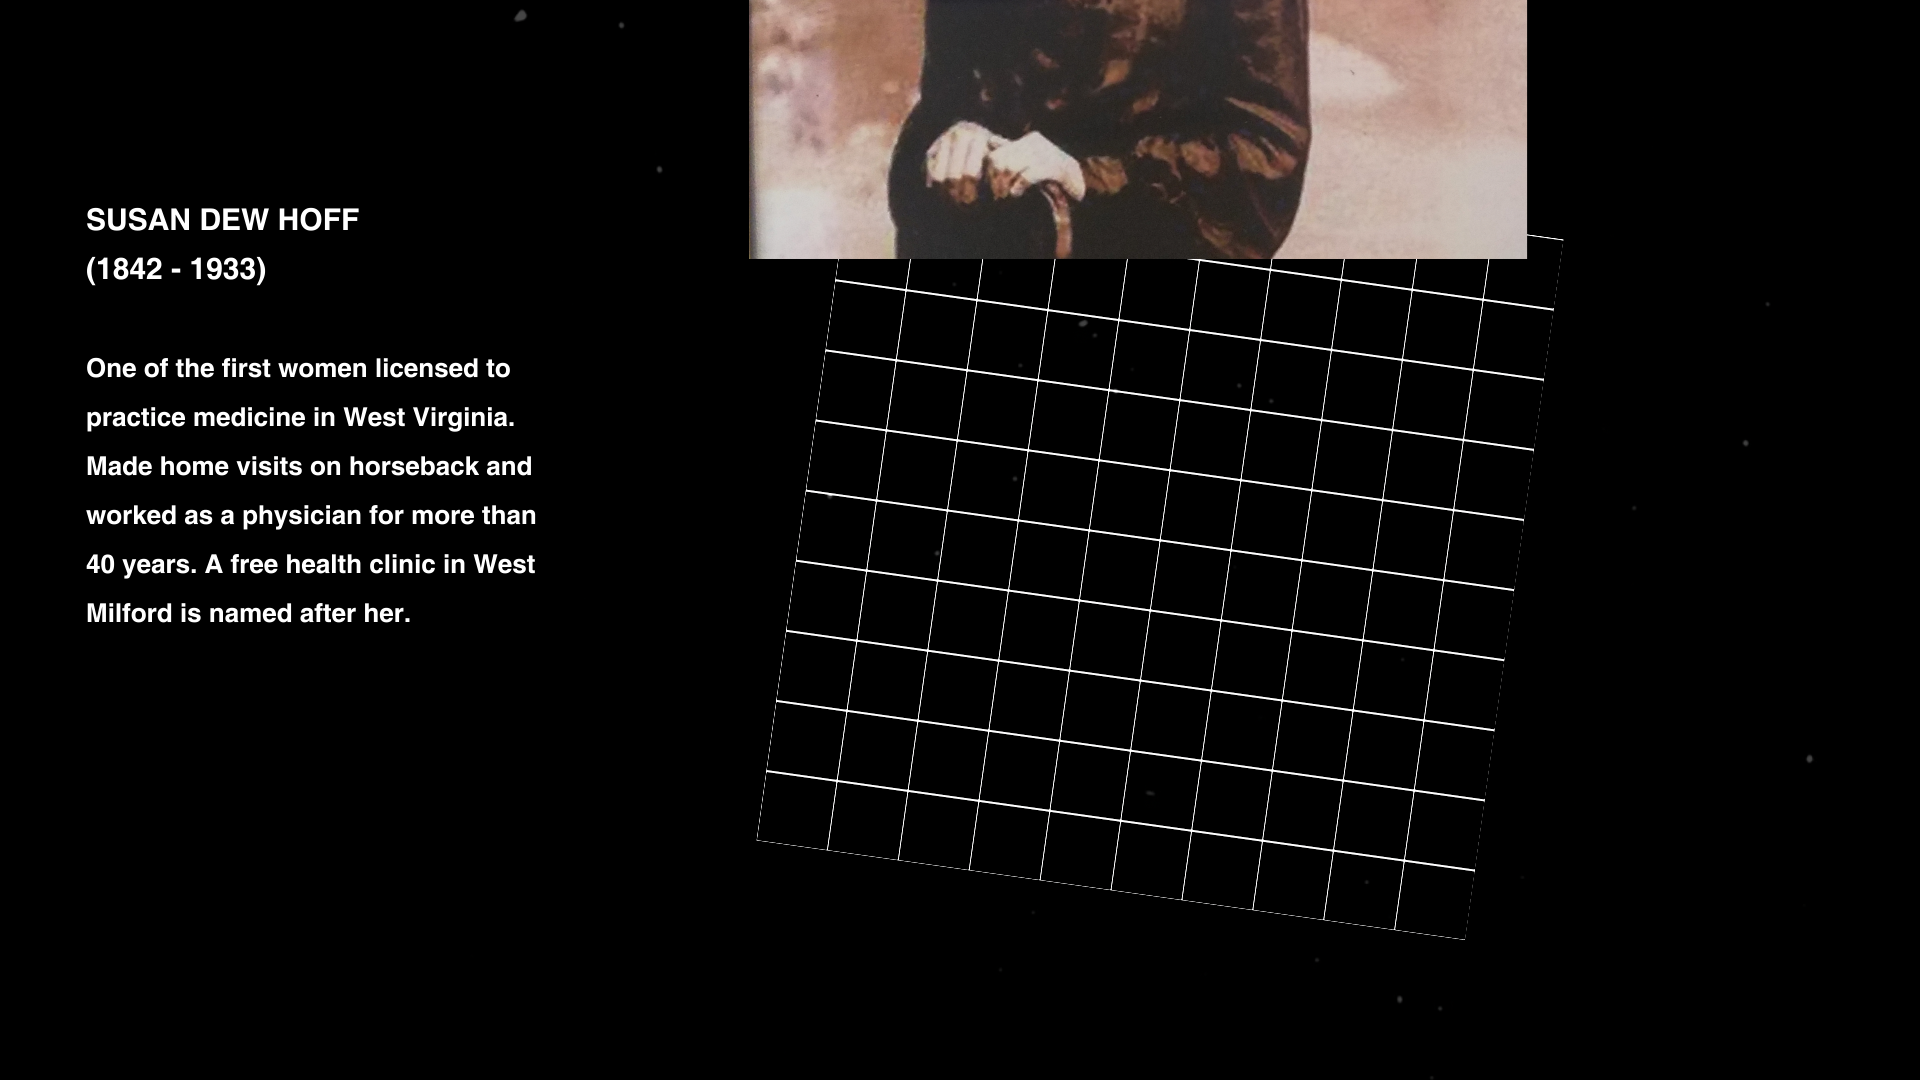 SUSAN DEW HOFF
(1842 - 1933)
One of the first women licensed to
practice medicine in West Virginia.
Made home visits on horseback and
worked as a physician for more than
40 years. A free health clinic in West
Milford is named after her.